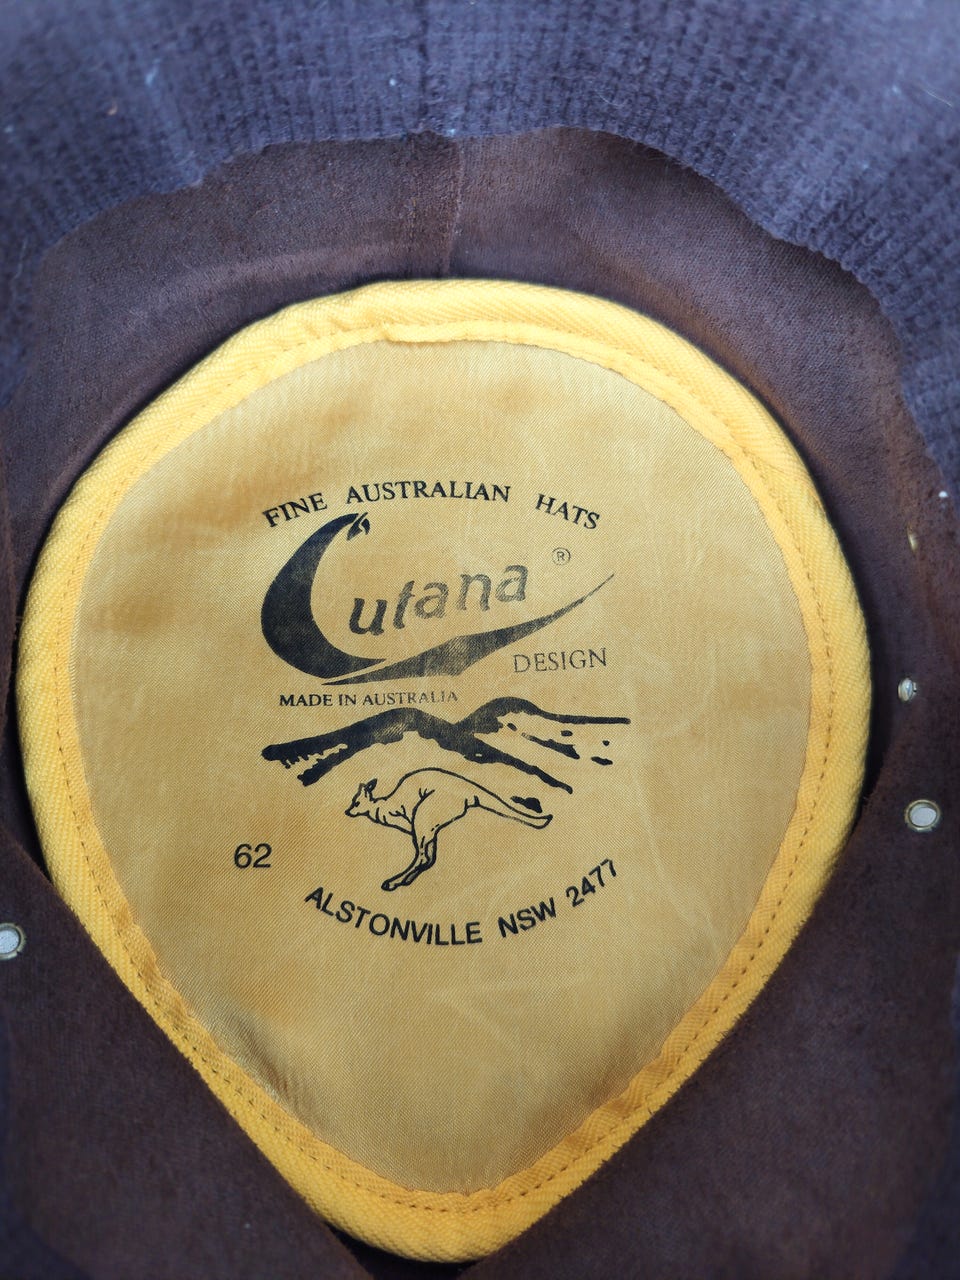 FINE AUSTRALIAN HATS
Cutana ®
DESIGN
MADE IN AUSTRALIA
62
ALSTONVILLE NSW 2477